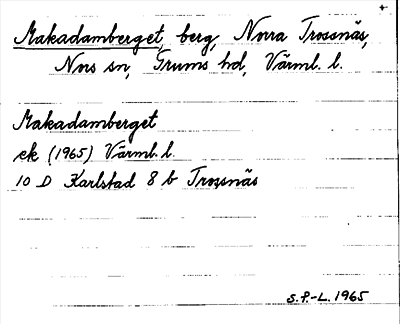 Makadamberget, berg, Norra Trossnäs,
Nors sn, Grums hd, Värml. l.
Makadamberget
ek (1965) Värml. l.
10 D Karlstad 8 b Trossnäs
S.F.-L. 1965